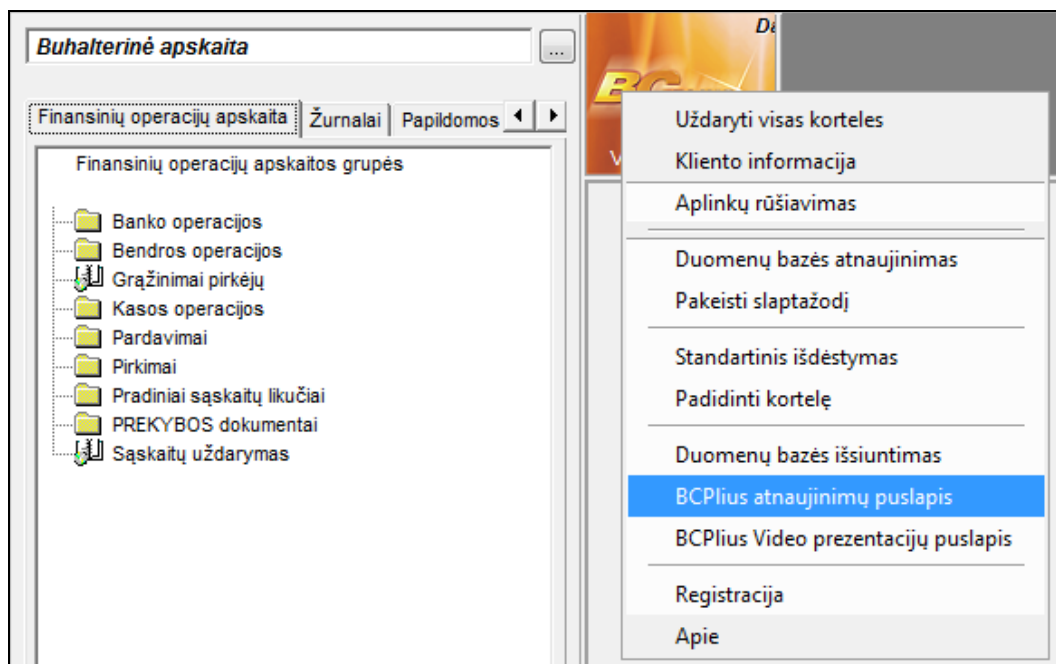 Buhalterinė apskaita
...
Finansinių operacijų apskaita Žurnalai Papildomos
Finansinių operacijų apskaitos grupės
Banko operacijos
Bendros operacijos
Grąžinimai pirkėjų
Kasos operacijos
Pardavimai
Pirkimai
Pradiniai sąskaitų likučiai
PREKYBOS dokumentai
Sąskaitų uždarymas
BC
Uždaryti visas korteles
Kliento informacija
Aplinkų rūšiavimas
Duomenų bazės atnaujinimas
Pakeisti slaptažodį
Standartinis išdėstymas
Padidinti kortelę
Duomenų bazės išsiuntimas
BCPlius atnaujinimų puslapis
BCPlius Video prezentacijų puslapis
Registracija
Apie